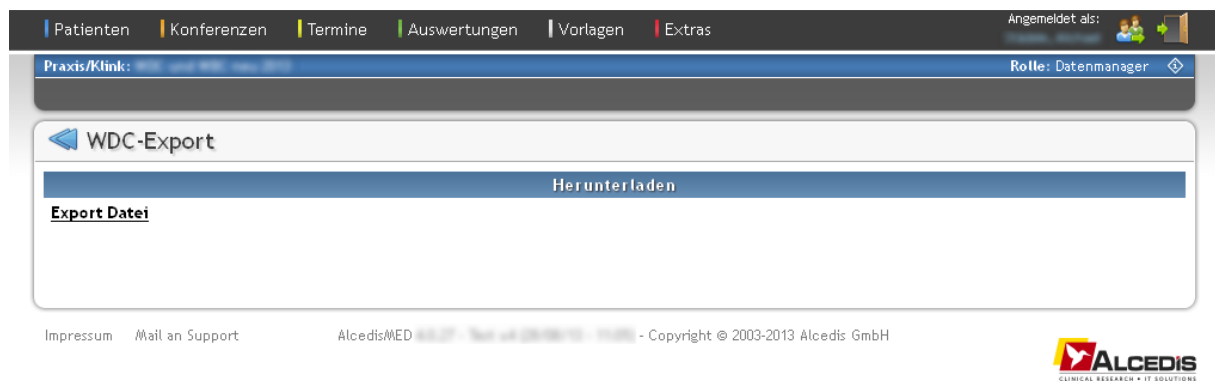 Patienten Konferenzen Termine Auswertungen Vorlagen Extras Angemeldet als:
Praxis/Klink: Rolle: Datenmanager
WDC-Export
Herunterladen
Export Datei
Impressum Mail an Support AlcedisMED - Copyright © 2003-2013 Alcedis GmbH
ALCEDIS
CLINICAL RESEARCH • IT SOLUTIONS